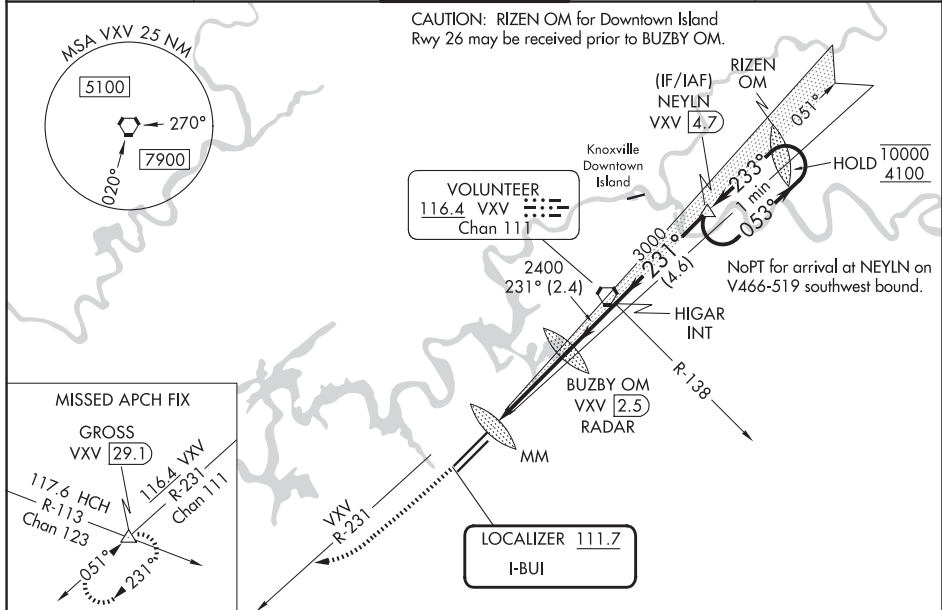 CAUTION: RIZEN OM for Downtown Island
Rwy 26 may be received prior to BUZBY OM.
MSA VXV 25 NM
5100
270°
7900
020°
RIZEN
OM
(IF/IAF)
NEYLN
VXV 4.7
051°
Knoxville
Downtown
Island
HOLD
10000
4100
233°
1 min
053°
VOLUNTEER
116.4 VXV
Chan 111
3000
231°
(4.6)
NoPT for arrival at NEYLN on
V466-519 southwest bound.
2400
231° (2.4)
HIGAR
INT
R-138
BUZBY OM
VXV 2.5
RADAR
MM
MISSED APCH FIX
GROSS
VXV 29.1
117.6 HCH
R-113
Chan 123
116.4 VXV
R-231
Chan 111
051°
231°
VXV
R-231
LOCALIZER 111.7
I-BUI